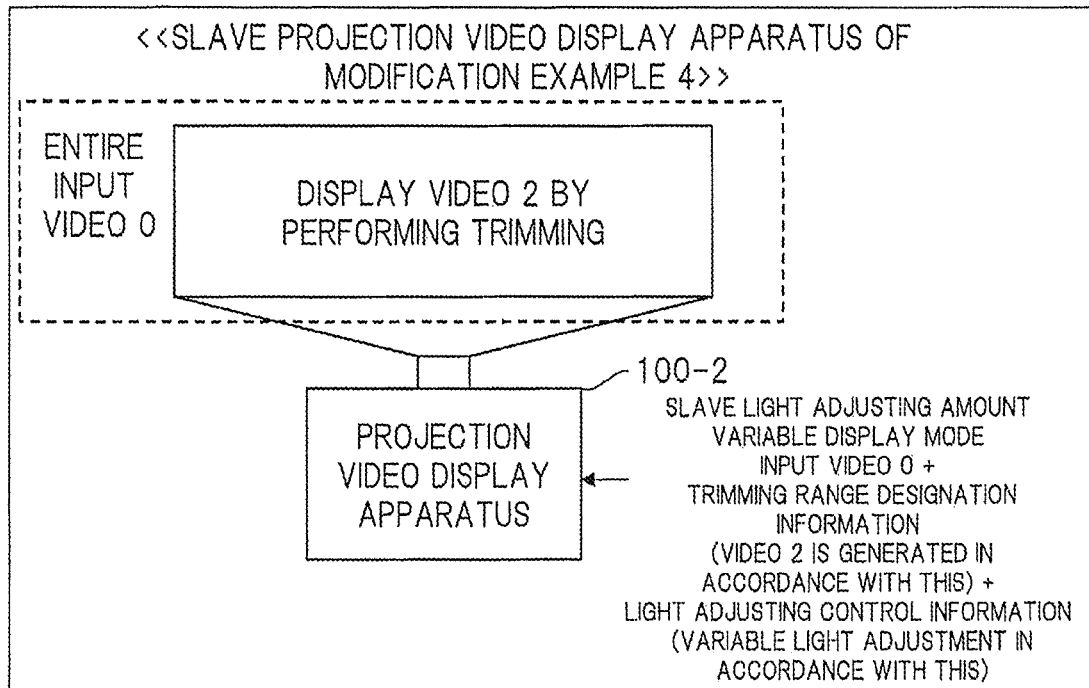 <<SLAVE PROJECTION VIDEO DISPLAY APPARATUS OF
MODIFICATION EXAMPLE 4>>
ENTIRE
INPUT
VIDEO 0
DISPLAY VIDEO 2 BY
PERFORMING TRIMMING
100-2
PROJECTION
VIDEO DISPLAY
APPARATUS
SLAVE LIGHT ADJUSTING AMOUNT
VARIABLE DISPLAY MODE
INPUT VIDEO 0 +
TRIMMING RANGE DESIGNATION
INFORMATION
(VIDEO 2 IS GENERATED IN
ACCORDANCE WITH THIS) +
LIGHT ADJUSTING CONTROL INFORMATION
(VARIABLE LIGHT ADJUSTMENT IN
ACCORDANCE WITH THIS)